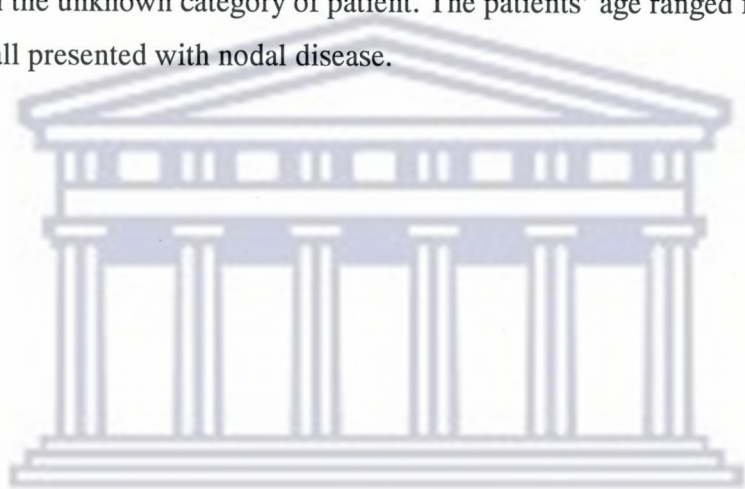 the unknown category of patient. The patients' age ranged
all presented with nodal disease.